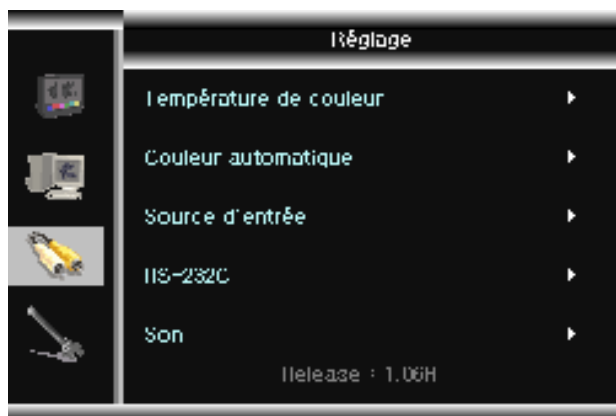 Réglage
Température de couleur
Couleur automatique
Source d'entrée
RS-232C
Son
Release : 1.06H